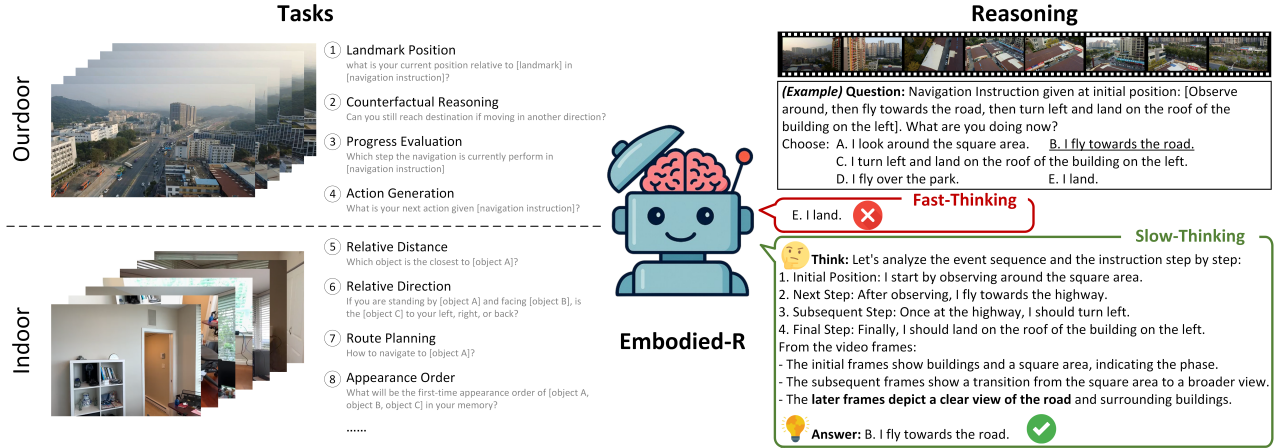 Tasks
Ourdoor
① Landmark Position
what is your current position relative to [landmark] in
[navigation instruction]?
② Counterfactual Reasoning
Can you still reach destination if moving in another direction?
③ Progress Evaluation
Which step the navigation is currently perform in
[navigation instruction]
④ Action Generation
What is your next action given [navigation instruction]?
Indoor
⑤ Relative Distance
Which object is the closest to [object A]?
⑥ Relative Direction
If you are standing by [object A] and facing [object B], is
the [object C] to your left, right, or back?
⑦ Route Planning
How to navigate to [object A]?
⑧ Appearance Order
What will be the first-time appearance order of [object A,
object B, object C] in your memory?
......
Embodied-R
Reasoning
(Example) Question: Navigation Instruction given at initial position: [Observe
around, then fly towards the road, then turn left and land on the roof of the
building on the left]. What are you doing now?
Choose: A. I look around the square area. B. I fly towards the road.
C. I turn left and land on the roof of the building on the left.
D. I fly over the park. E. I land.
Fast-Thinking
E. I land.
Slow-Thinking
Think: Let's analyze the event sequence and the instruction step by step:
1. Initial Position: I start by observing around the square area.
2. Next Step: After observing, I fly towards the highway.
3. Subsequent Step: Once at the highway, I should turn left.
4. Final Step: Finally, I should land on the roof of the building on the left.
From the video frames:
- The initial frames show buildings and a square area, indicating the phase.
- The subsequent frames show a transition from the square area to a broader view.
- The later frames depict a clear view of the road and surrounding buildings.
Answer: B. I fly towards the road.